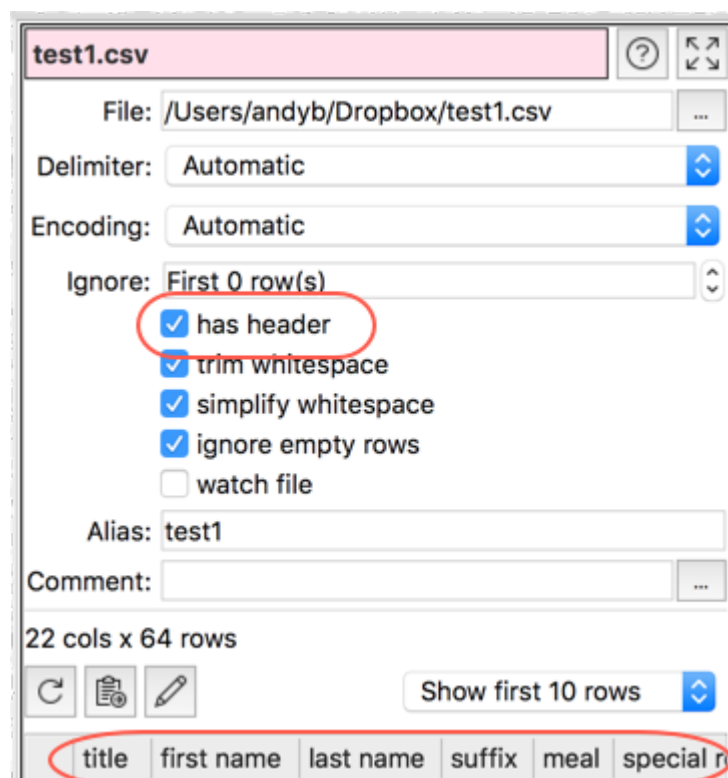 test1.csv
File: /Users/andyb/Dropbox/test1.csv ...
Delimiter: Automatic
Encoding: Automatic
Ignore: First 0 row(s)
has header
trim whitespace
simplify whitespace
ignore empty rows
watch file
Alias: test1
Comment: ...
22 cols x 64 rows
Show first 10 rows
title first name last name suffix meal special r